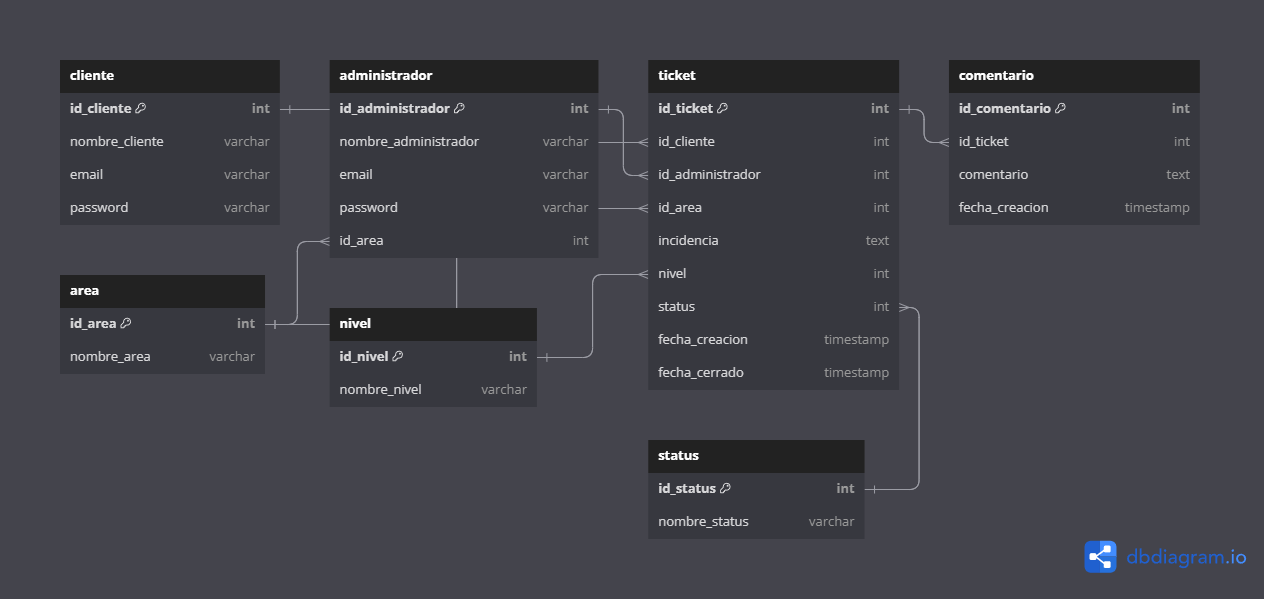 cliente
id_cliente int
nombre_cliente varchar
email varchar
password varchar
administrador
id_administrador int
nombre_administrador varchar
email varchar
password varchar
id_area int
ticket
id_ticket int
id_cliente int
id_administrador int
id_area int
incidencia text
nivel int
status int
fecha_creacion timestamp
fecha_cerrado timestamp
comentario
id_comentario int
id_ticket int
comentario text
fecha_creacion timestamp
area
id_area int
nombre_area varchar
nivel
id_nivel int
nombre_nivel varchar
status
id_status int
nombre_status varchar
dbdiagram.io